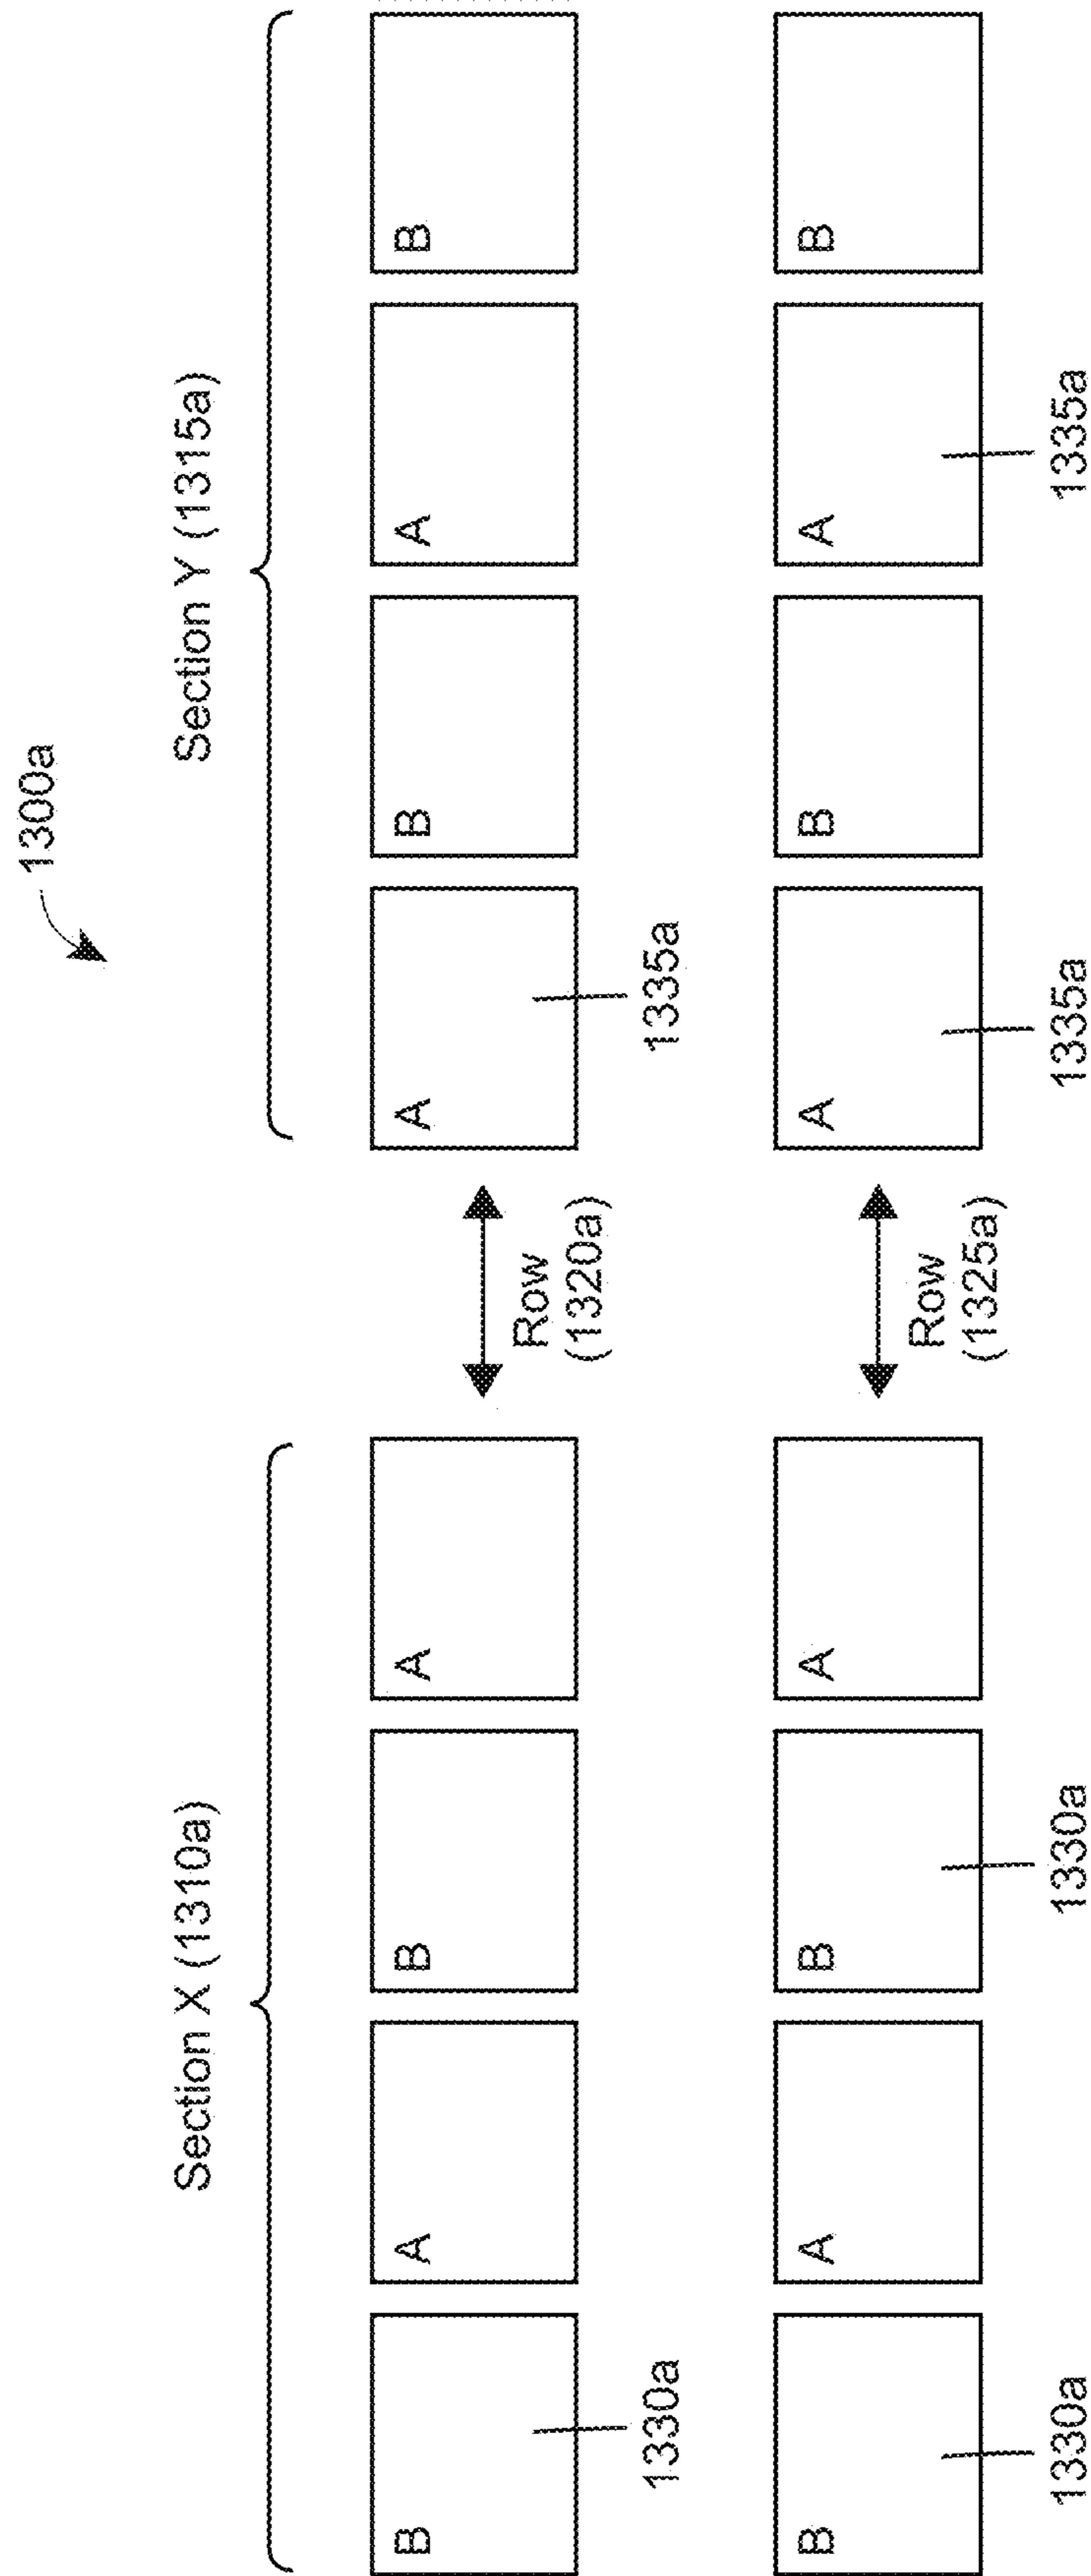 1300a
Section X (1310a)
Section Y (1315a)
B
A
B
A
A
B
A
B
1330a
Row
(1320a)
1335a
B
A
B
A
A
B
A
B
1330a
1330a
Row
(1325a)
1335a
1335a